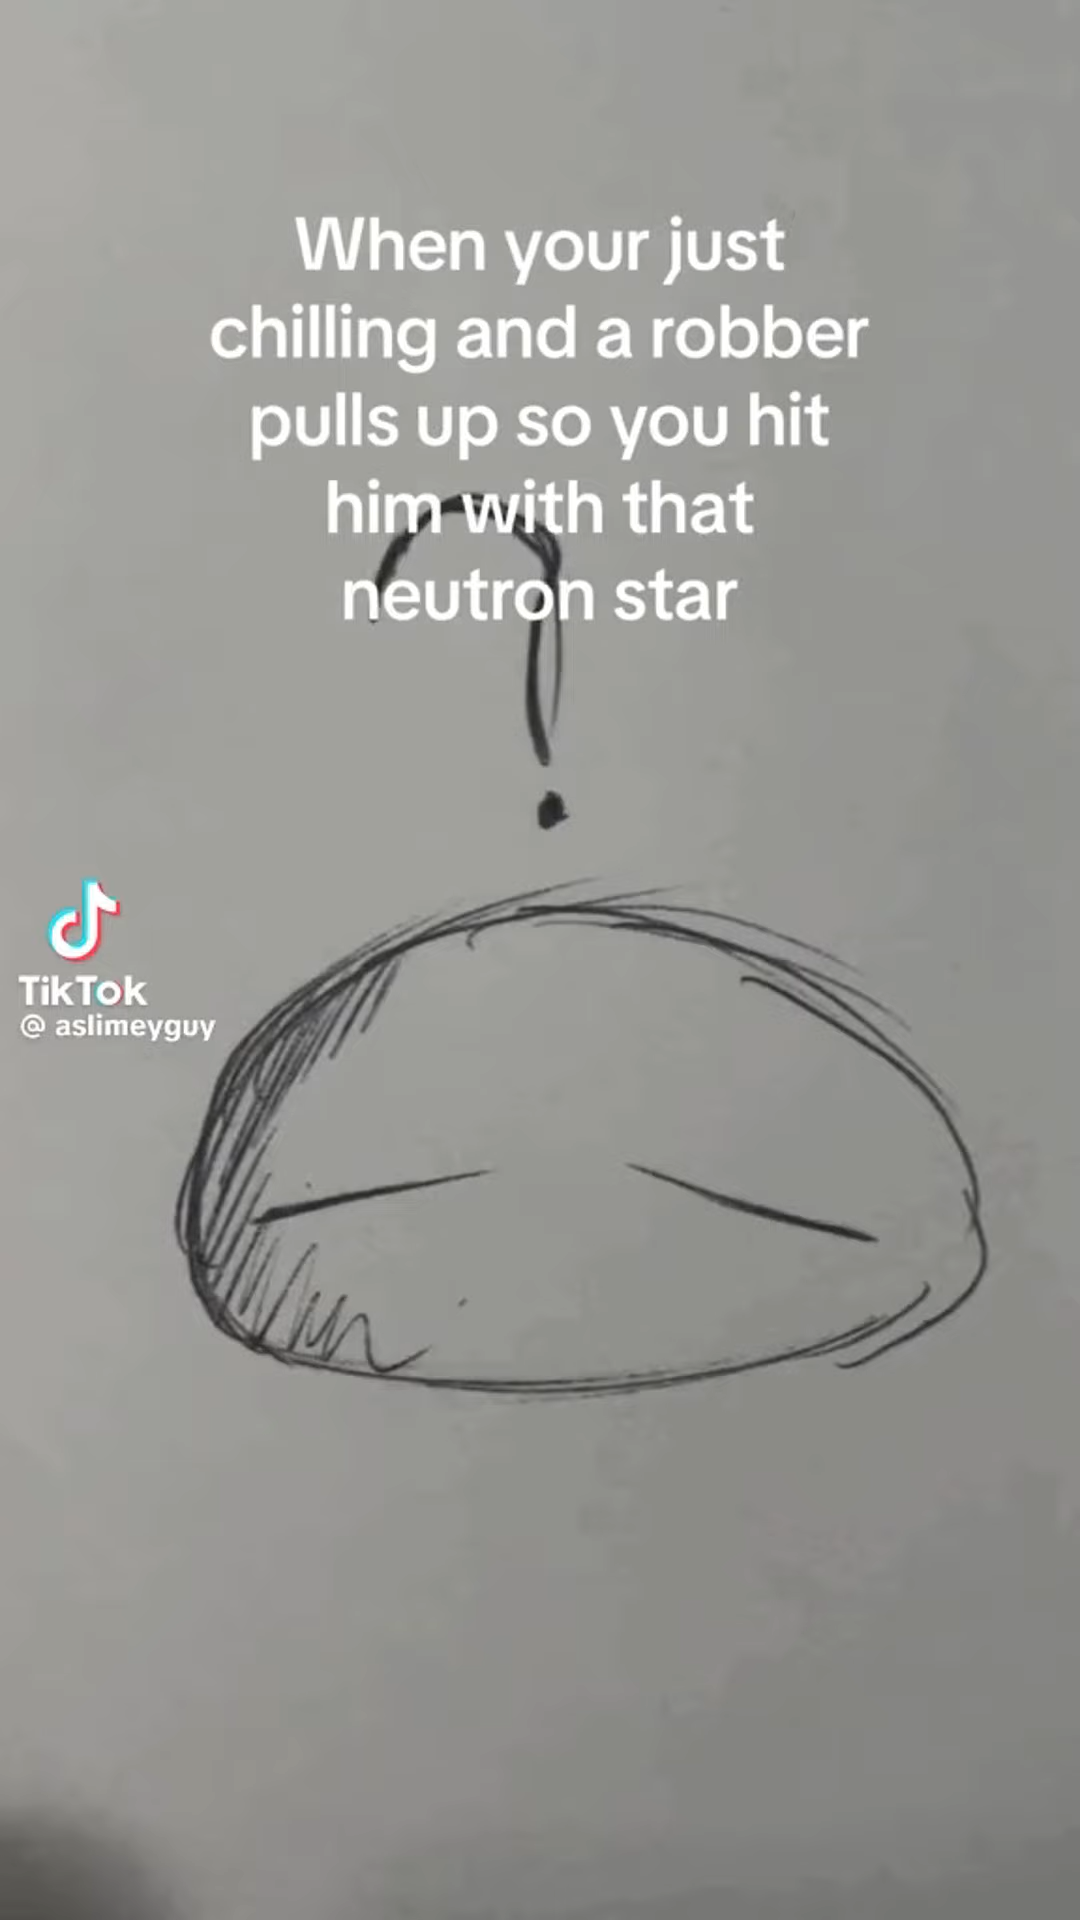 When your just
chilling and a robber
pulls up so you hit
him with that
neutron star
?
TikTok
@ aslimeyguy